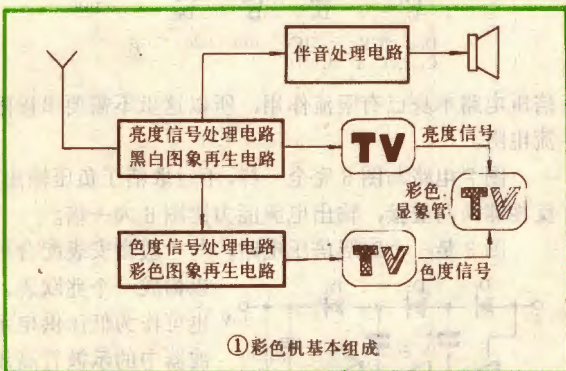 伴音处理电路
亮度信号处理电路
黑白图象再生电路
TV
亮度信号
彩色
显象管
TV
色度信号处理电路
彩色图象再生电路
TV
色度信号
①彩色机基本组成